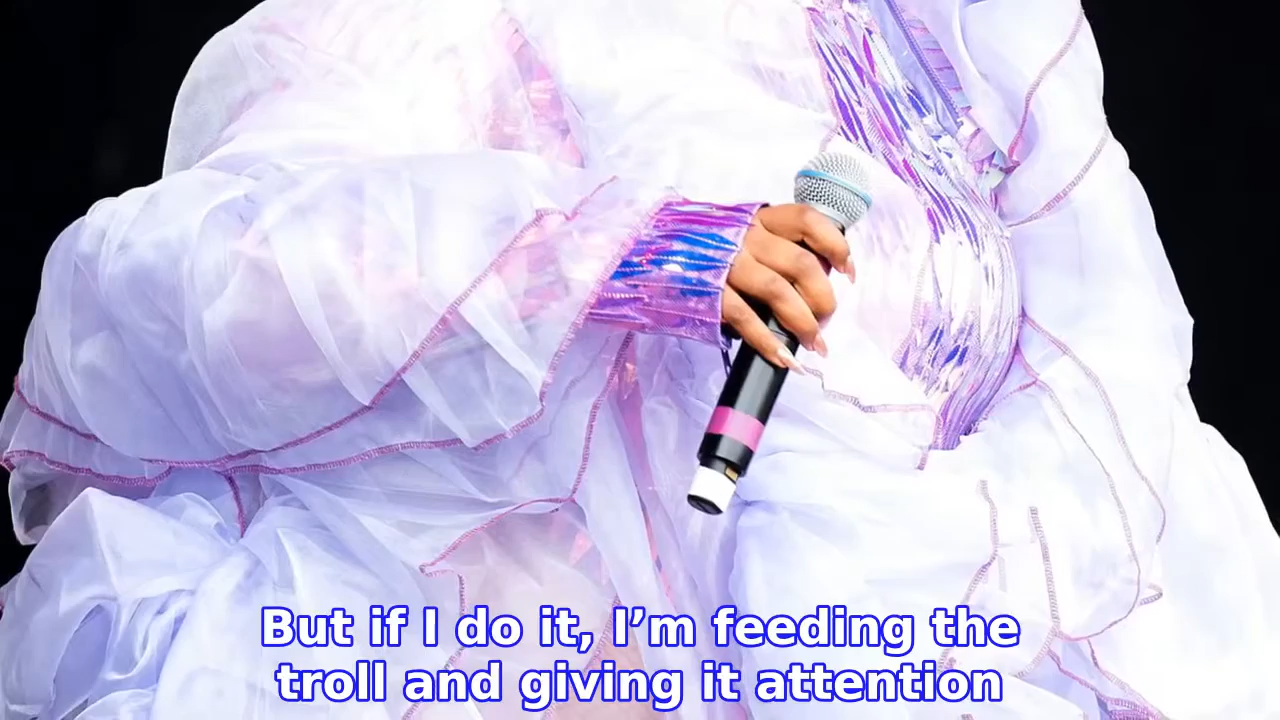 But if I do it, I’m feeding the
troll and giving it attention